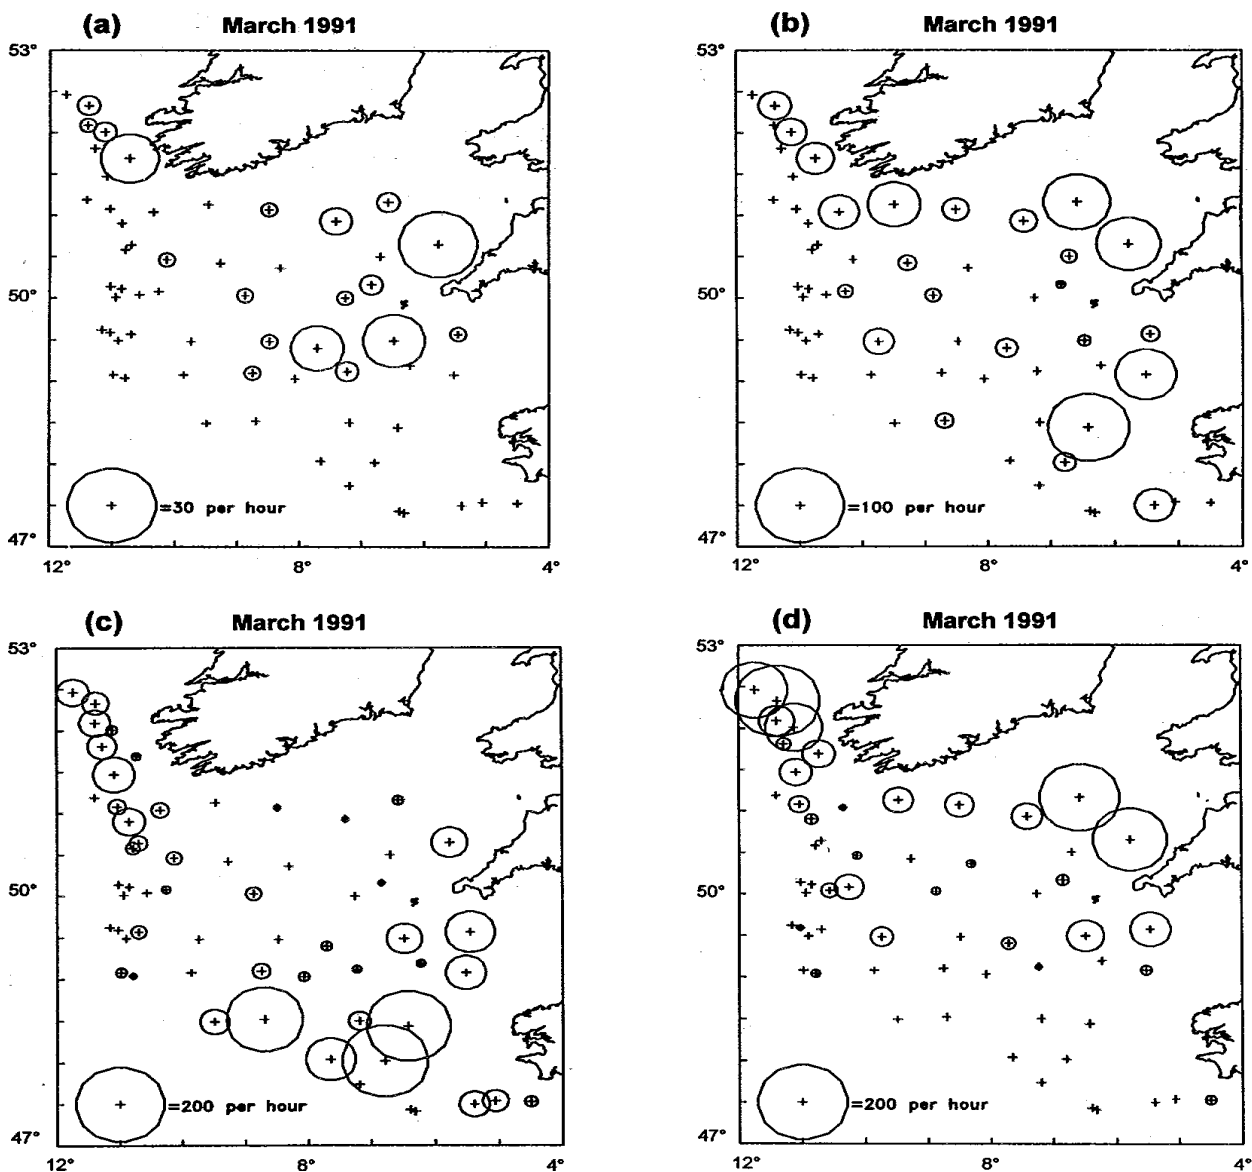 (a) March 1991
(b) March 1991
53°
50°
47°
=30 per hour
12° 8° 4°
53°
50°
47°
=100 per hour
12° 8° 4°
(c) March 1991
(d) March 1991
53°
50°
47°
=200 per hour
12° 8° 4°
53°
50°
47°
=200 per hour
12° 8° 4°